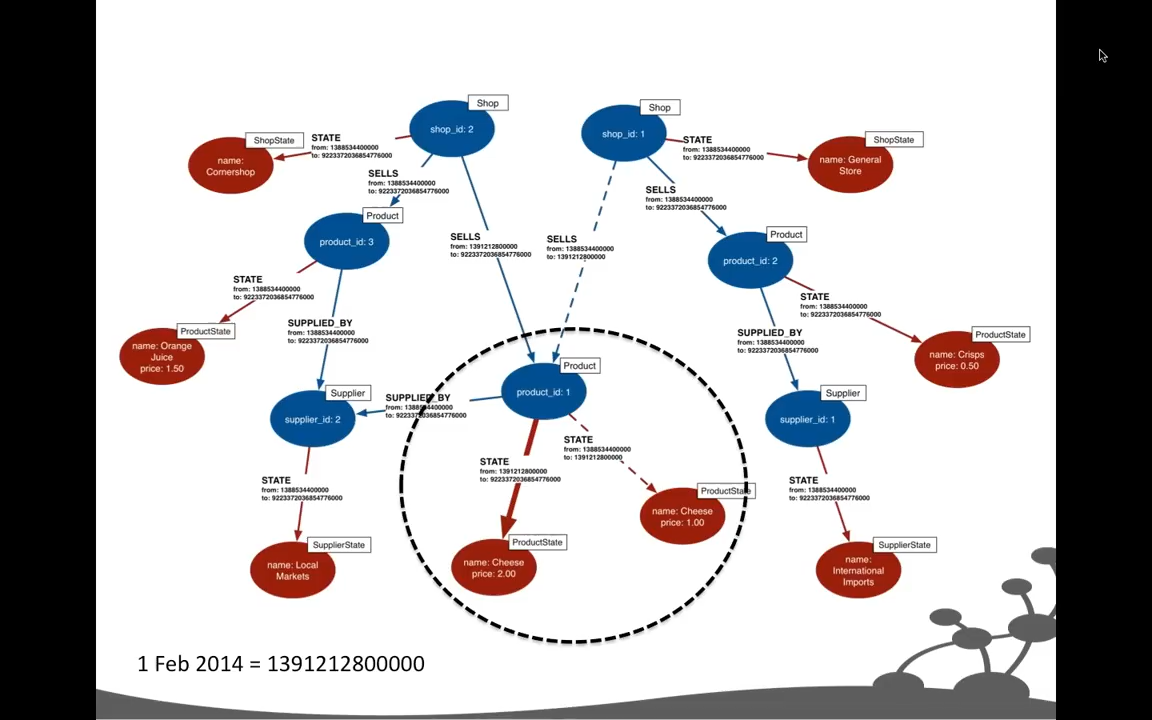 Shop
shop_id: 2
Shop
shop_id: 1
ShopState
name:
Cornershop
STATE
from: 1388534400000
to: 9223372036854776000
STATE
from: 1388534400000
to: 9223372036854776000
ShopState
name: General
Store
SELLS
from: 1388534400000
to: 9223372036854776000
SELLS
from: 1388534400000
to: 9223372036854776000
Product
product_id: 3
SELLS
from: 1391212800000
to: 9223372036854776000
SELLS
from: 1388534400000
to: 1391212800000
Product
product_id: 2
STATE
from: 1388534400000
to: 9223372036854776000
STATE
from: 1388534400000
to: 9223372036854776000
ProductState
name: Orange
Juice
price: 1.50
SUPPLIED_BY
from: 1388534400000
to: 9223372036854776000
SUPPLIED_BY
from: 1388534400000
to: 9223372036854776000
ProductState
name: Crisps
price: 0.50
Product
product_id: 1
Supplier
supplier_id: 2
SUPPLIED_BY
from: 1388534400000
to: 9223372036854776000
Supplier
supplier_id: 1
STATE
from: 1388534400000
to: 1391212800000
STATE
from: 1391212800000
to: 9223372036854776000
STATE
from: 1388534400000
to: 9223372036854776000
STATE
from: 1388534400000
to: 9223372036854776000
ProductState
name: Cheese
price: 1.00
SupplierState
name: Local
Markets
ProductState
name: Cheese
price: 2.00
SupplierState
name:
International
Imports
1 Feb 2014 = 1391212800000